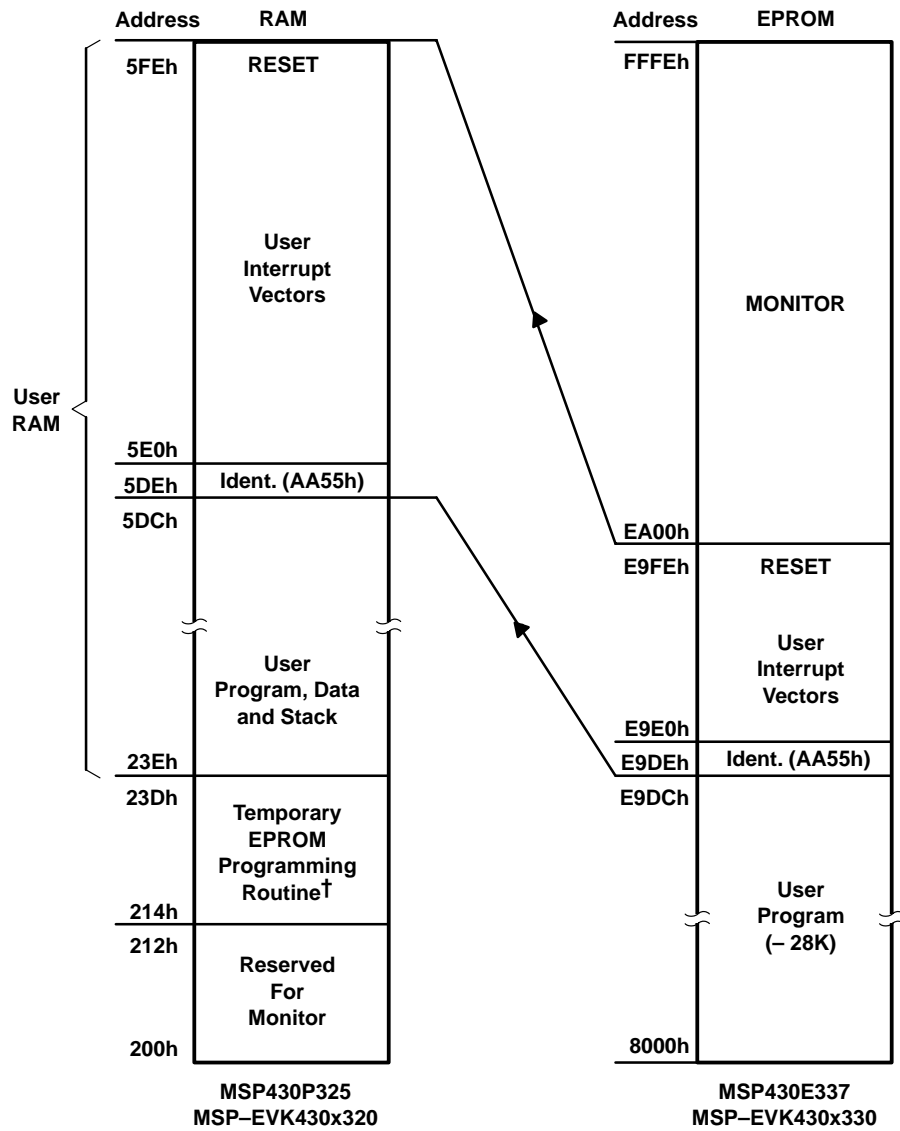 Address RAM
5FEh
RESET
User
Interrupt
Vectors
User
RAM
5E0h
5DEh
Ident. (AA55h)
5DCh
User
Program, Data
and Stack
23Eh
23Dh
Temporary
EPROM
Programming
Routine†
214h
212h
Reserved
For
Monitor
200h
MSP430P325
MSP–EVK430x320
Address EPROM
FFFEh
MONITOR
EA00h
E9FEh
RESET
User
Interrupt
Vectors
E9E0h
E9DEh
Ident. (AA55h)
E9DCh
User
Program
(– 28K)
8000h
MSP430E337
MSP–EVK430x330